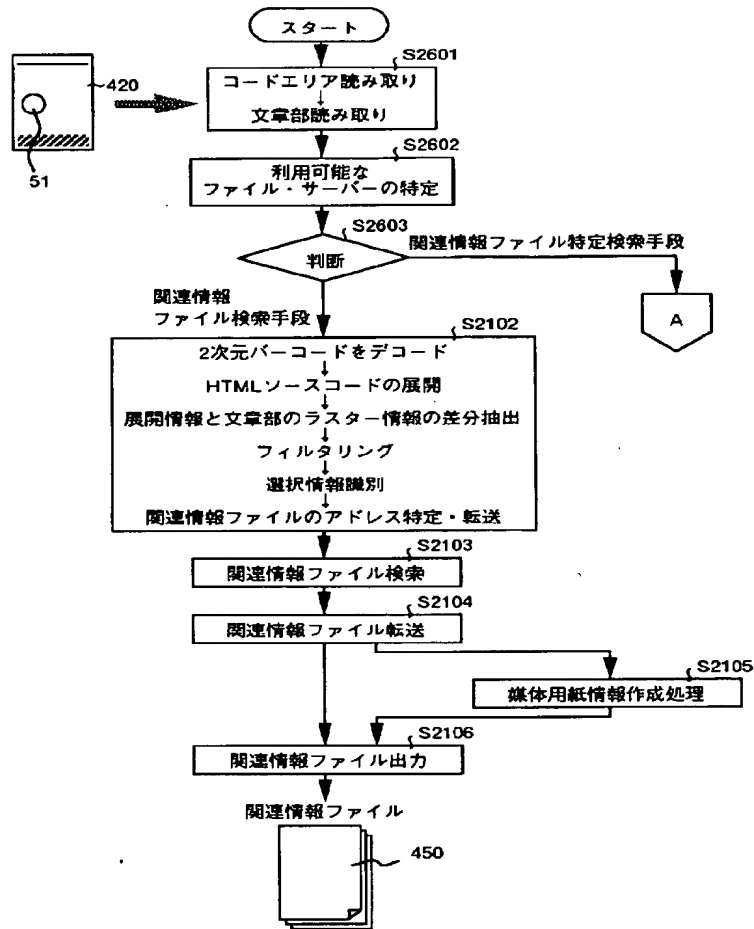 スタート
S2601
420
コードエリア読み取り
文章部読み取り
51
S2602
利用可能な
ファイル・サーバーの特定
S2603
判断
関連情報ファイル特定検索手段
A
関連情報
ファイル検索手段
S2102
2次元バーコードをデコード
HTMLソースコードの展開
展開情報と文章部のラスター情報の差分抽出
フィルタリング
選択情報識別
関連情報ファイルのアドレス特定・転送
S2103
関連情報ファイル検索
S2104
関連情報ファイル転送
S2105
媒体用紙情報作成処理
S2106
関連情報ファイル出力
関連情報ファイル
450